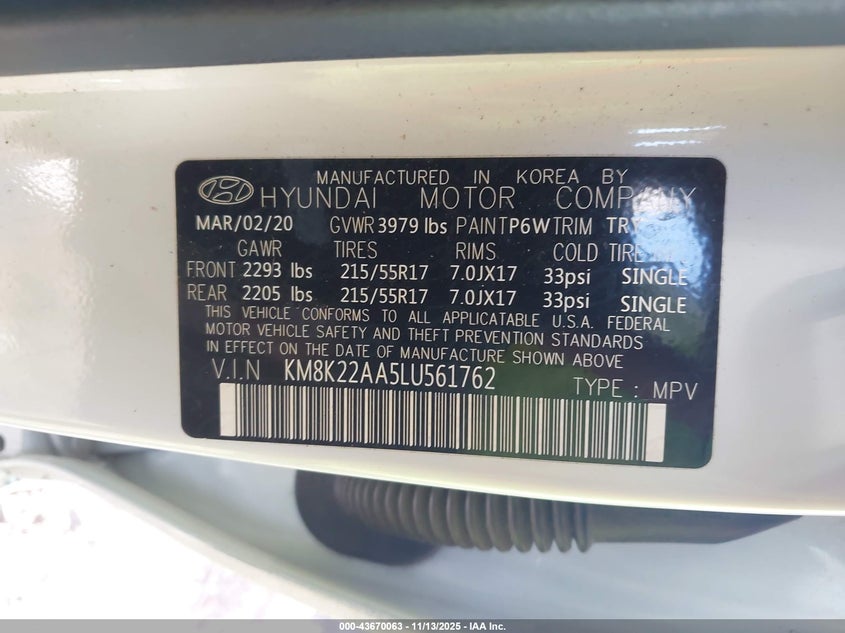 MANUFACTURED IN KOREA BY
HYUNDAI MOTOR COMPANY
MAR/02/20 GVWR 3979 lbs PAINT P6W TRIM
GAWR TIRES RIMS COLD TIRE
FRONT 2293 lbs 215/55R17 7.0JX17 33psi SINGLE
REAR 2205 lbs 215/55R17 7.0JX17 33psi SINGLE
THIS VEHICLE CONFORMS TO ALL APPLICATABLE U.S.A. FEDERAL
MOTOR VEHICLE SAFETY AND THEFT PREVENTION STANDARDS
IN EFFECT ON THE DATE OF MANUFACTURE SHOWN ABOVE
V.I.N KM8K22AA5LU561762
TYPE : MPV
000-43670063 - 11/13/2025 - IAA Inc.